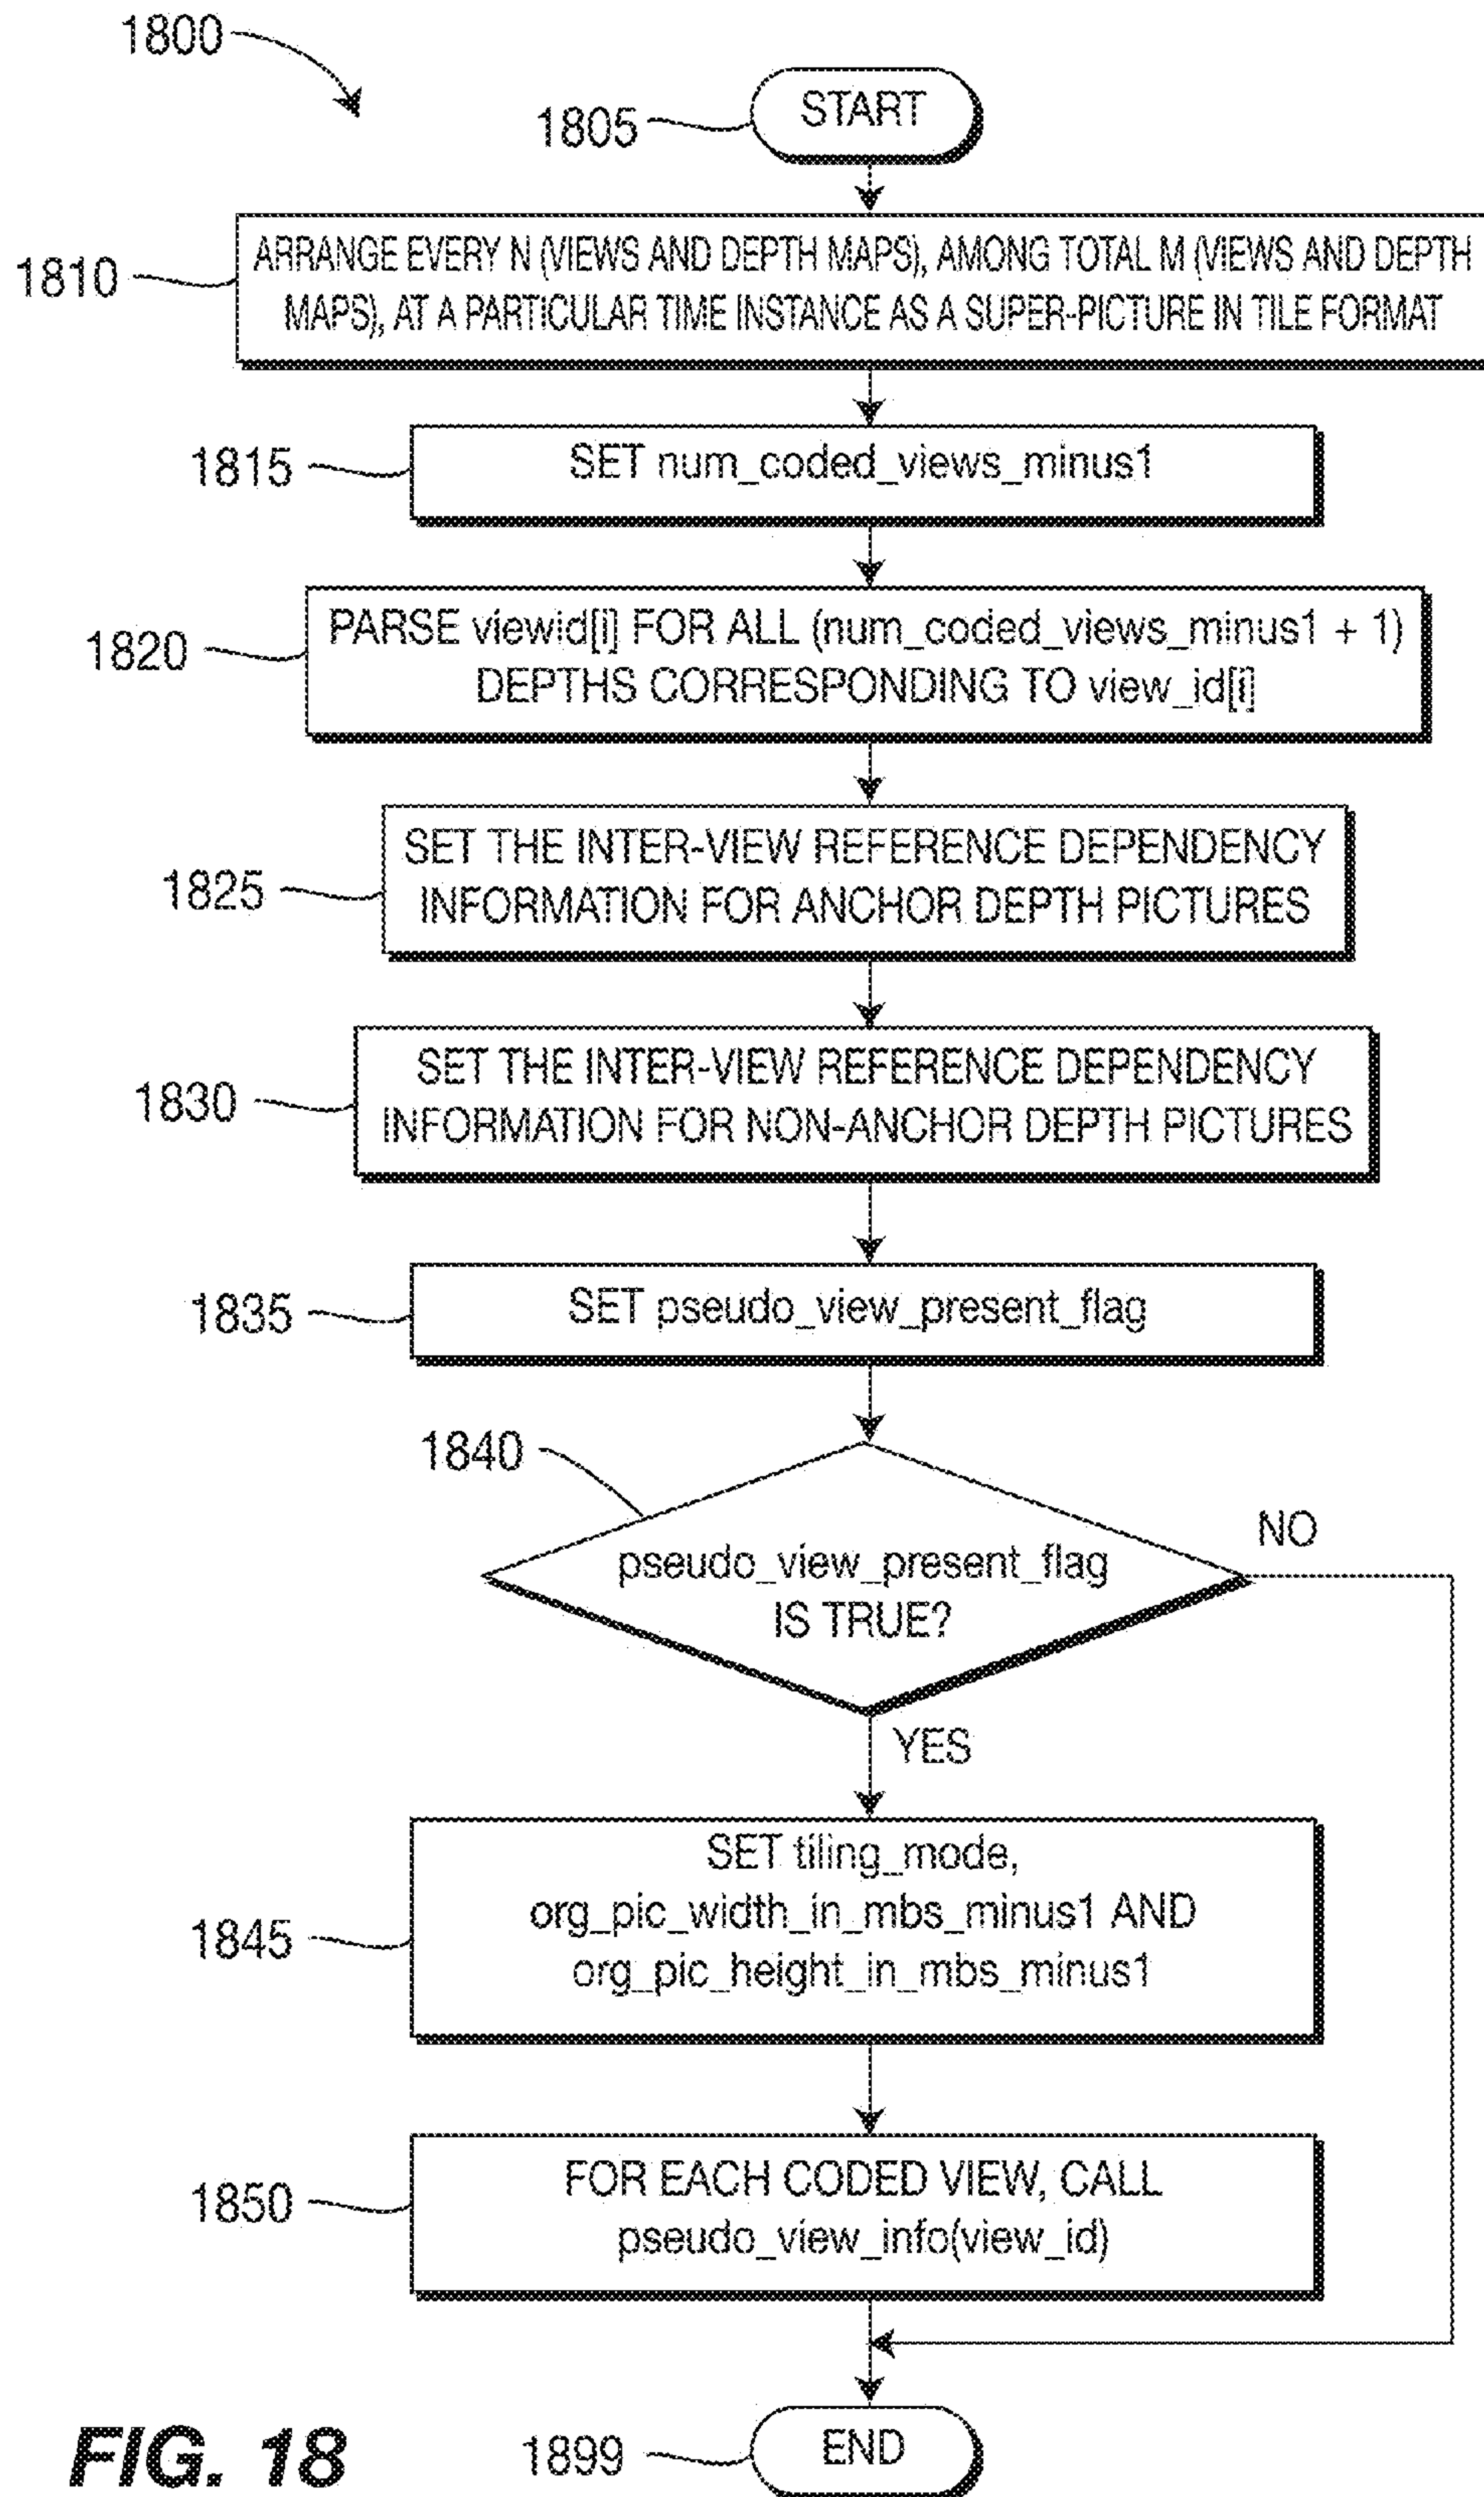 1800
1805
START
1810
ARRANGE EVERY N (VIEWS AND DEPTH MAPS), AMONG TOTAL M (VIEWS AND DEPTH
MAPS), AT A PARTICULAR TIME INSTANCE AS A SUPER-PICTURE IN TILE FORMAT
1815
SET num_coded_views_minus1
1820
PARSE viewid[i] FOR ALL (num_coded_views_minus1 + 1)
DEPTHS CORRESPONDING TO view_id[i]
1825
SET THE INTER-VIEW REFERENCE DEPENDENCY
INFORMATION FOR ANCHOR DEPTH PICTURES
1830
SET THE INTER-VIEW REFERENCE DEPENDENCY
INFORMATION FOR NON-ANCHOR DEPTH PICTURES
1835
SET pseudo_view_present_flag
1840
pseudo_view_present_flag
IS TRUE?
NO
YES
1845
SET tiling_mode,
org_pic_width_in_mbs_minus1 AND
org_pic_height_in_mbs_minus1
1850
FOR EACH CODED VIEW, CALL
pseudo_view_info(view_id)
1899
END
FIG. 18